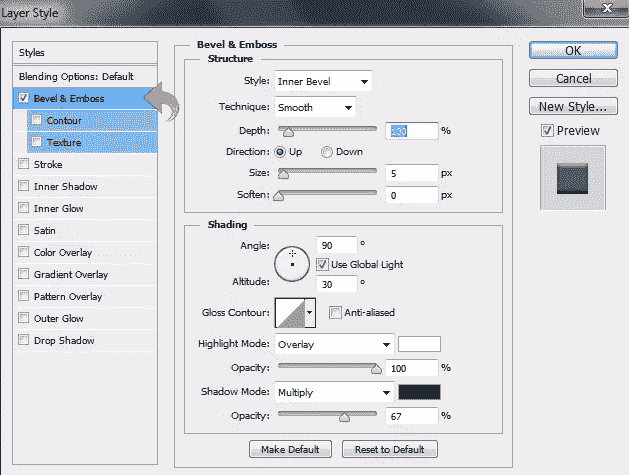 Layer Style
Styles
Blending Options: Default
Bevel & Emboss
Contour
Texture
Stroke
Inner Shadow
Inner Glow
Satin
Color Overlay
Gradient Overlay
Pattern Overlay
Outer Glow
Drop Shadow
Bevel & Emboss
Structure
Style: Inner Bevel
Technique: Smooth
Depth: 100 %
Direction: Up Down
Size: 5 px
Soften: 0 px
Shading
Angle: 90 °
Use Global Light
Altitude: 30 °
Gloss Contour: Anti-aliased
Highlight Mode: Overlay
Opacity: 100 %
Shadow Mode: Multiply
Opacity: 67 %
Make Default Reset to Default
OK
Cancel
New Style...
Preview